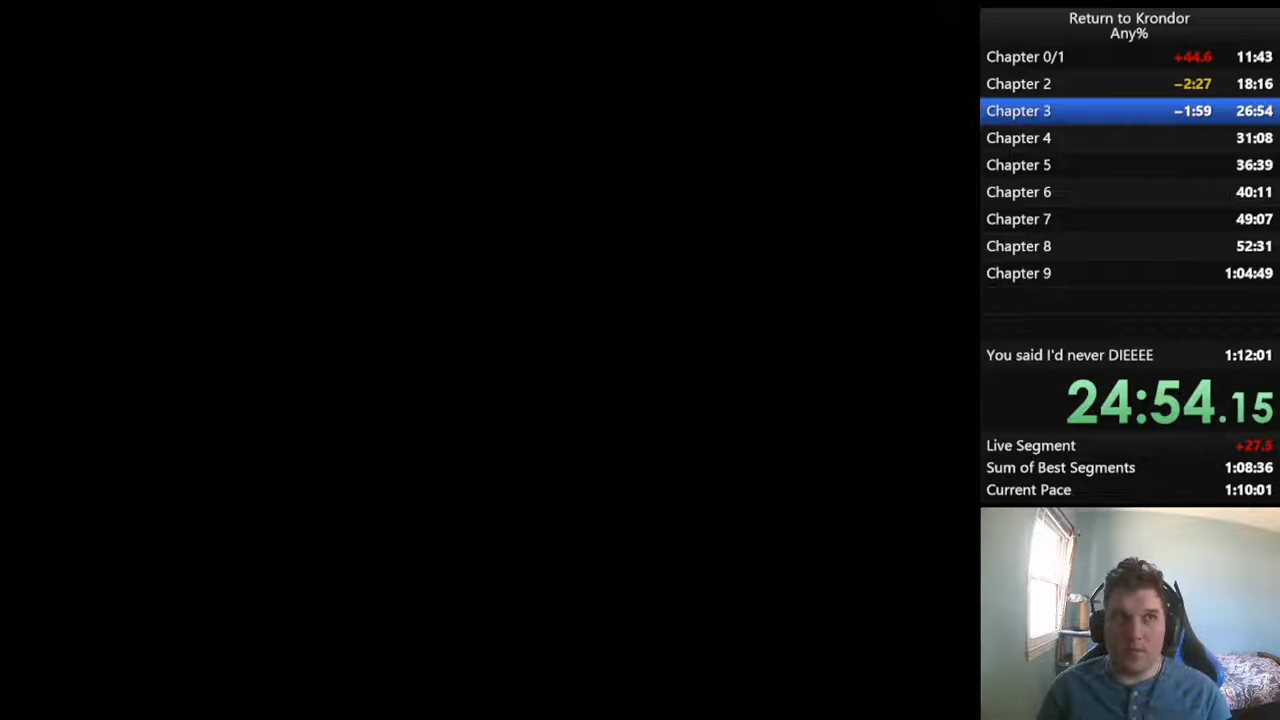 Return to Krondor
Any%
Chapter 0/1 +44.6 11:43
Chapter 2 −2:27 18:16
Chapter 3 −1:59 26:54
Chapter 4 31:08
Chapter 5 36:39
Chapter 6 40:11
Chapter 7 49:07
Chapter 8 52:31
Chapter 9 1:04:49
You said I'd never DIEEEE 1:12:01
24:54.15
Live Segment +27.5
Sum of Best Segments 1:08:36
Current Pace 1:10:01